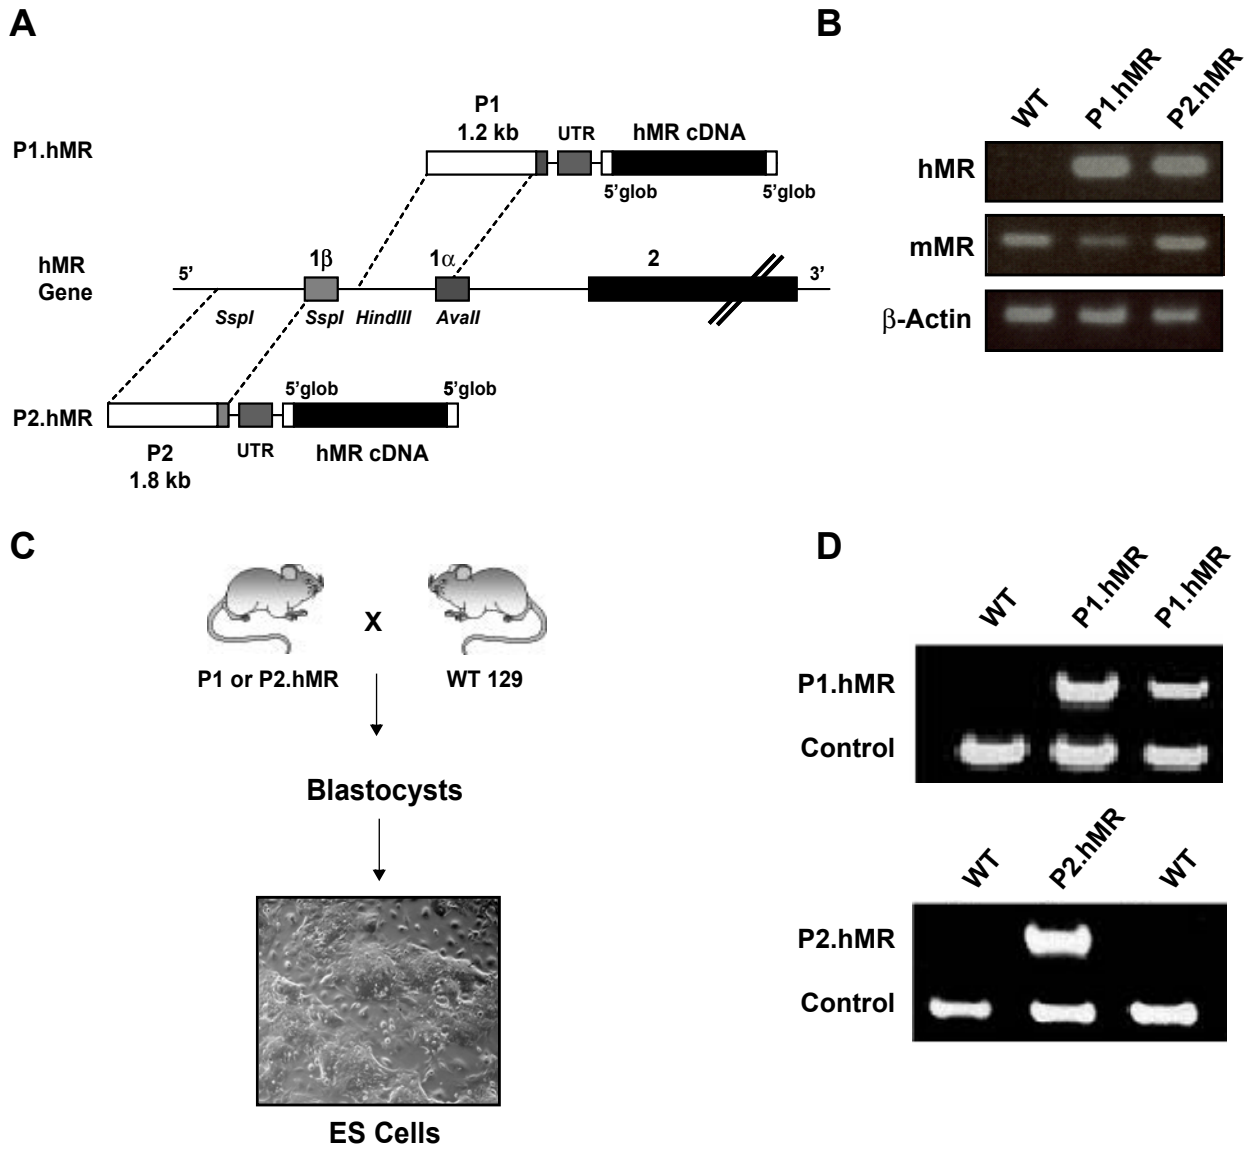 A
P1
1.2 kb
UTR
hMR cDNA
P1.hMR
5'glob
5'glob
hMR
Gene
5'
1β
1α
2
3'
SspI
SspI
HindIII
AvaII
5'glob
5'glob
P2.hMR
P2
1.8 kb
UTR
hMR cDNA
B
WT
P1.hMR
P2.hMR
hMR
mMR
β-Actin
C
X
P1 or P2.hMR
WT 129
Blastocysts
ES Cells
D
WT
P1.hMR
P1.hMR
P1.hMR
Control
WT
P2.hMR
WT
P2.hMR
Control